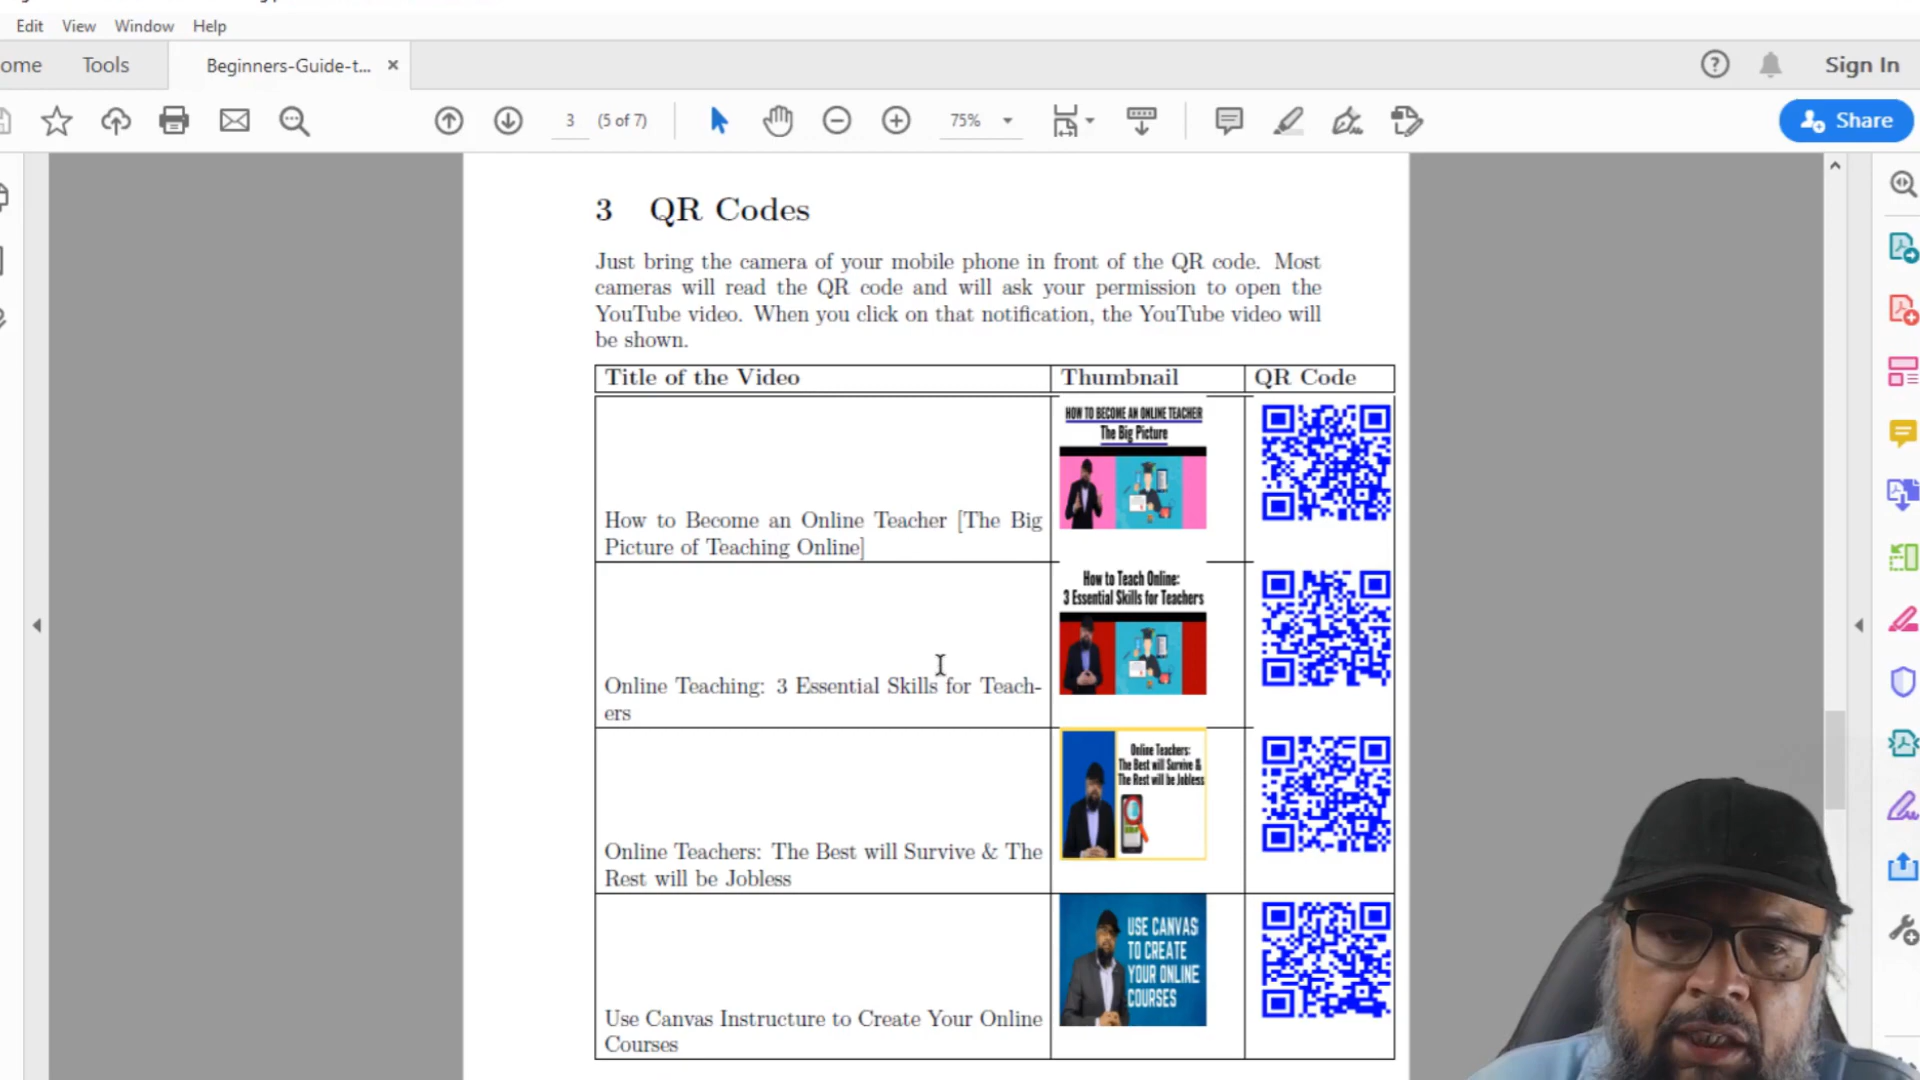 Edit View Window Help
ome Tools Beginners-Guide-t... × Sign In
3 (5 of 7) 75% Share
3 QR Codes
Just bring the camera of your mobile phone in front of the QR code. Most
cameras will read the QR code and will ask your permission to open the
YouTube video. When you click on that notification, the YouTube video will
be shown.
Title of the Video Thumbnail QR Code
HOW TO BECOME AN ONLINE TEACHER
The Big Picture
How to Become an Online Teacher [The Big
Picture of Teaching Online]
How to Teach Online:
3 Essential Skills for Teachers
Online Teaching: 3 Essential Skills for Teach-
ers
Online Teachers:
The Best will Survive &
The Rest will be Jobless
Online Teachers: The Best will Survive & The
Rest will be Jobless
USE CANVAS
TO CREATE
YOUR ONLINE
COURSES
Use Canvas Instructure to Create Your Online
Courses